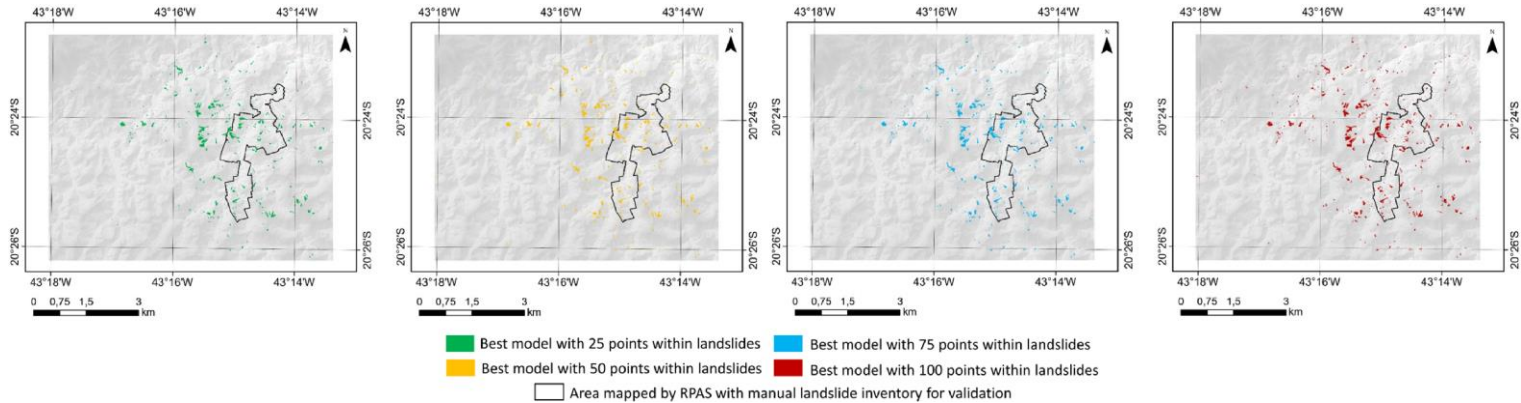 43°18'W 43°16'W 43°14'W 43°18'W 43°16'W 43°14'W 43°18'W 43°16'W 43°14'W 43°18'W 43°16'W 43°14'W
N N N N
20°24'S 20°24'S 20°24'S 20°24'S 20°24'S 20°24'S 20°24'S 20°24'S
20°26'S 20°26'S 20°26'S 20°26'S 20°26'S 20°26'S 20°26'S 20°26'S
43°18'W 43°16'W 43°14'W 43°18'W 43°16'W 43°14'W 43°18'W 43°16'W 43°14'W 43°18'W 43°16'W 43°14'W
0 0,75 1,5 3 0 0,75 1,5 3 0 0,75 1,5 3 0 0,75 1,5 3
km km km km
Best model with 25 points within landslides Best model with 75 points within landslides
Best model with 50 points within landslides Best model with 100 points within landslides
Area mapped by RPAS with manual landslide inventory for validation